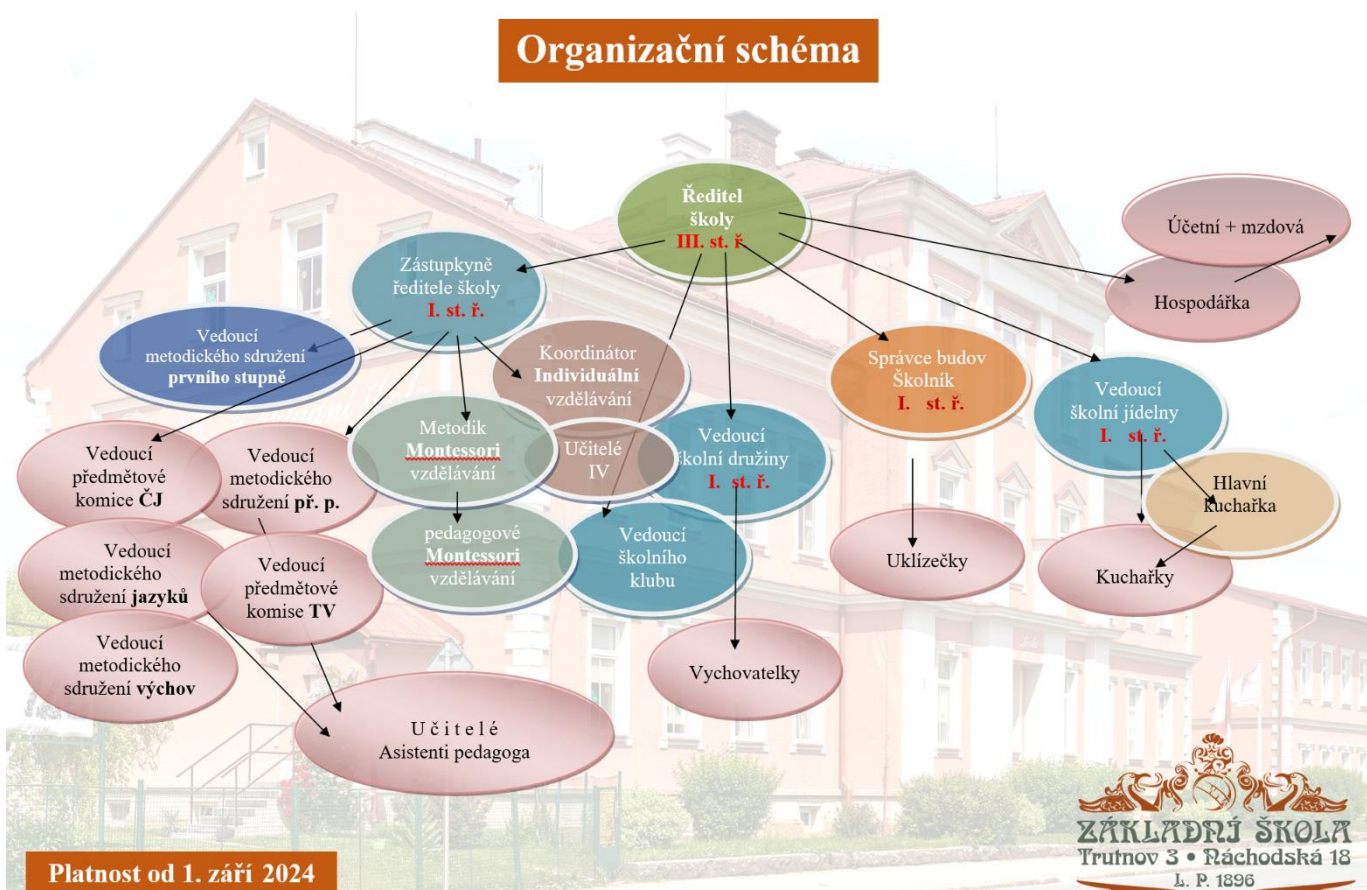 Organizační schéma
Ředitel
školy
III. st. ř.
Účetní + mzdová
Hospodářka
Zástupkyně
ředitele školy
I. st. ř.
Vedoucí
metodického sdružení
prvního stupně
Koordinátor
Individuální
vzdělávání
Správce budov
Školník
I. st. ř.
Vedoucí
školní jídelny
I. st. ř.
Vedoucí
předmětové
komice ČJ
Vedoucí
metodického
sdružení př. p.
Metodik
Montessori
vzdělávání
Učitelé
IV
Vedoucí
školní družiny
I. st. ř.
Hlavní
Kuchařka
Vedoucí
metodického
sdružení jazyků
Vedoucí
předmětové
komise TV
pedagogové
Montessori
vzdělávání
Vedoucí
školního
klubu
Uklízečky
Kuchařky
Vedoucí
metodického
sdružení výchov
Vychovatelky
U č i t e l é
Asistenti pedagoga
Platnost od 1. září 2024
ZÁKLADNÍ ŠKOLA
Trutnov 3 • Náchodská 18
L. P. 1896